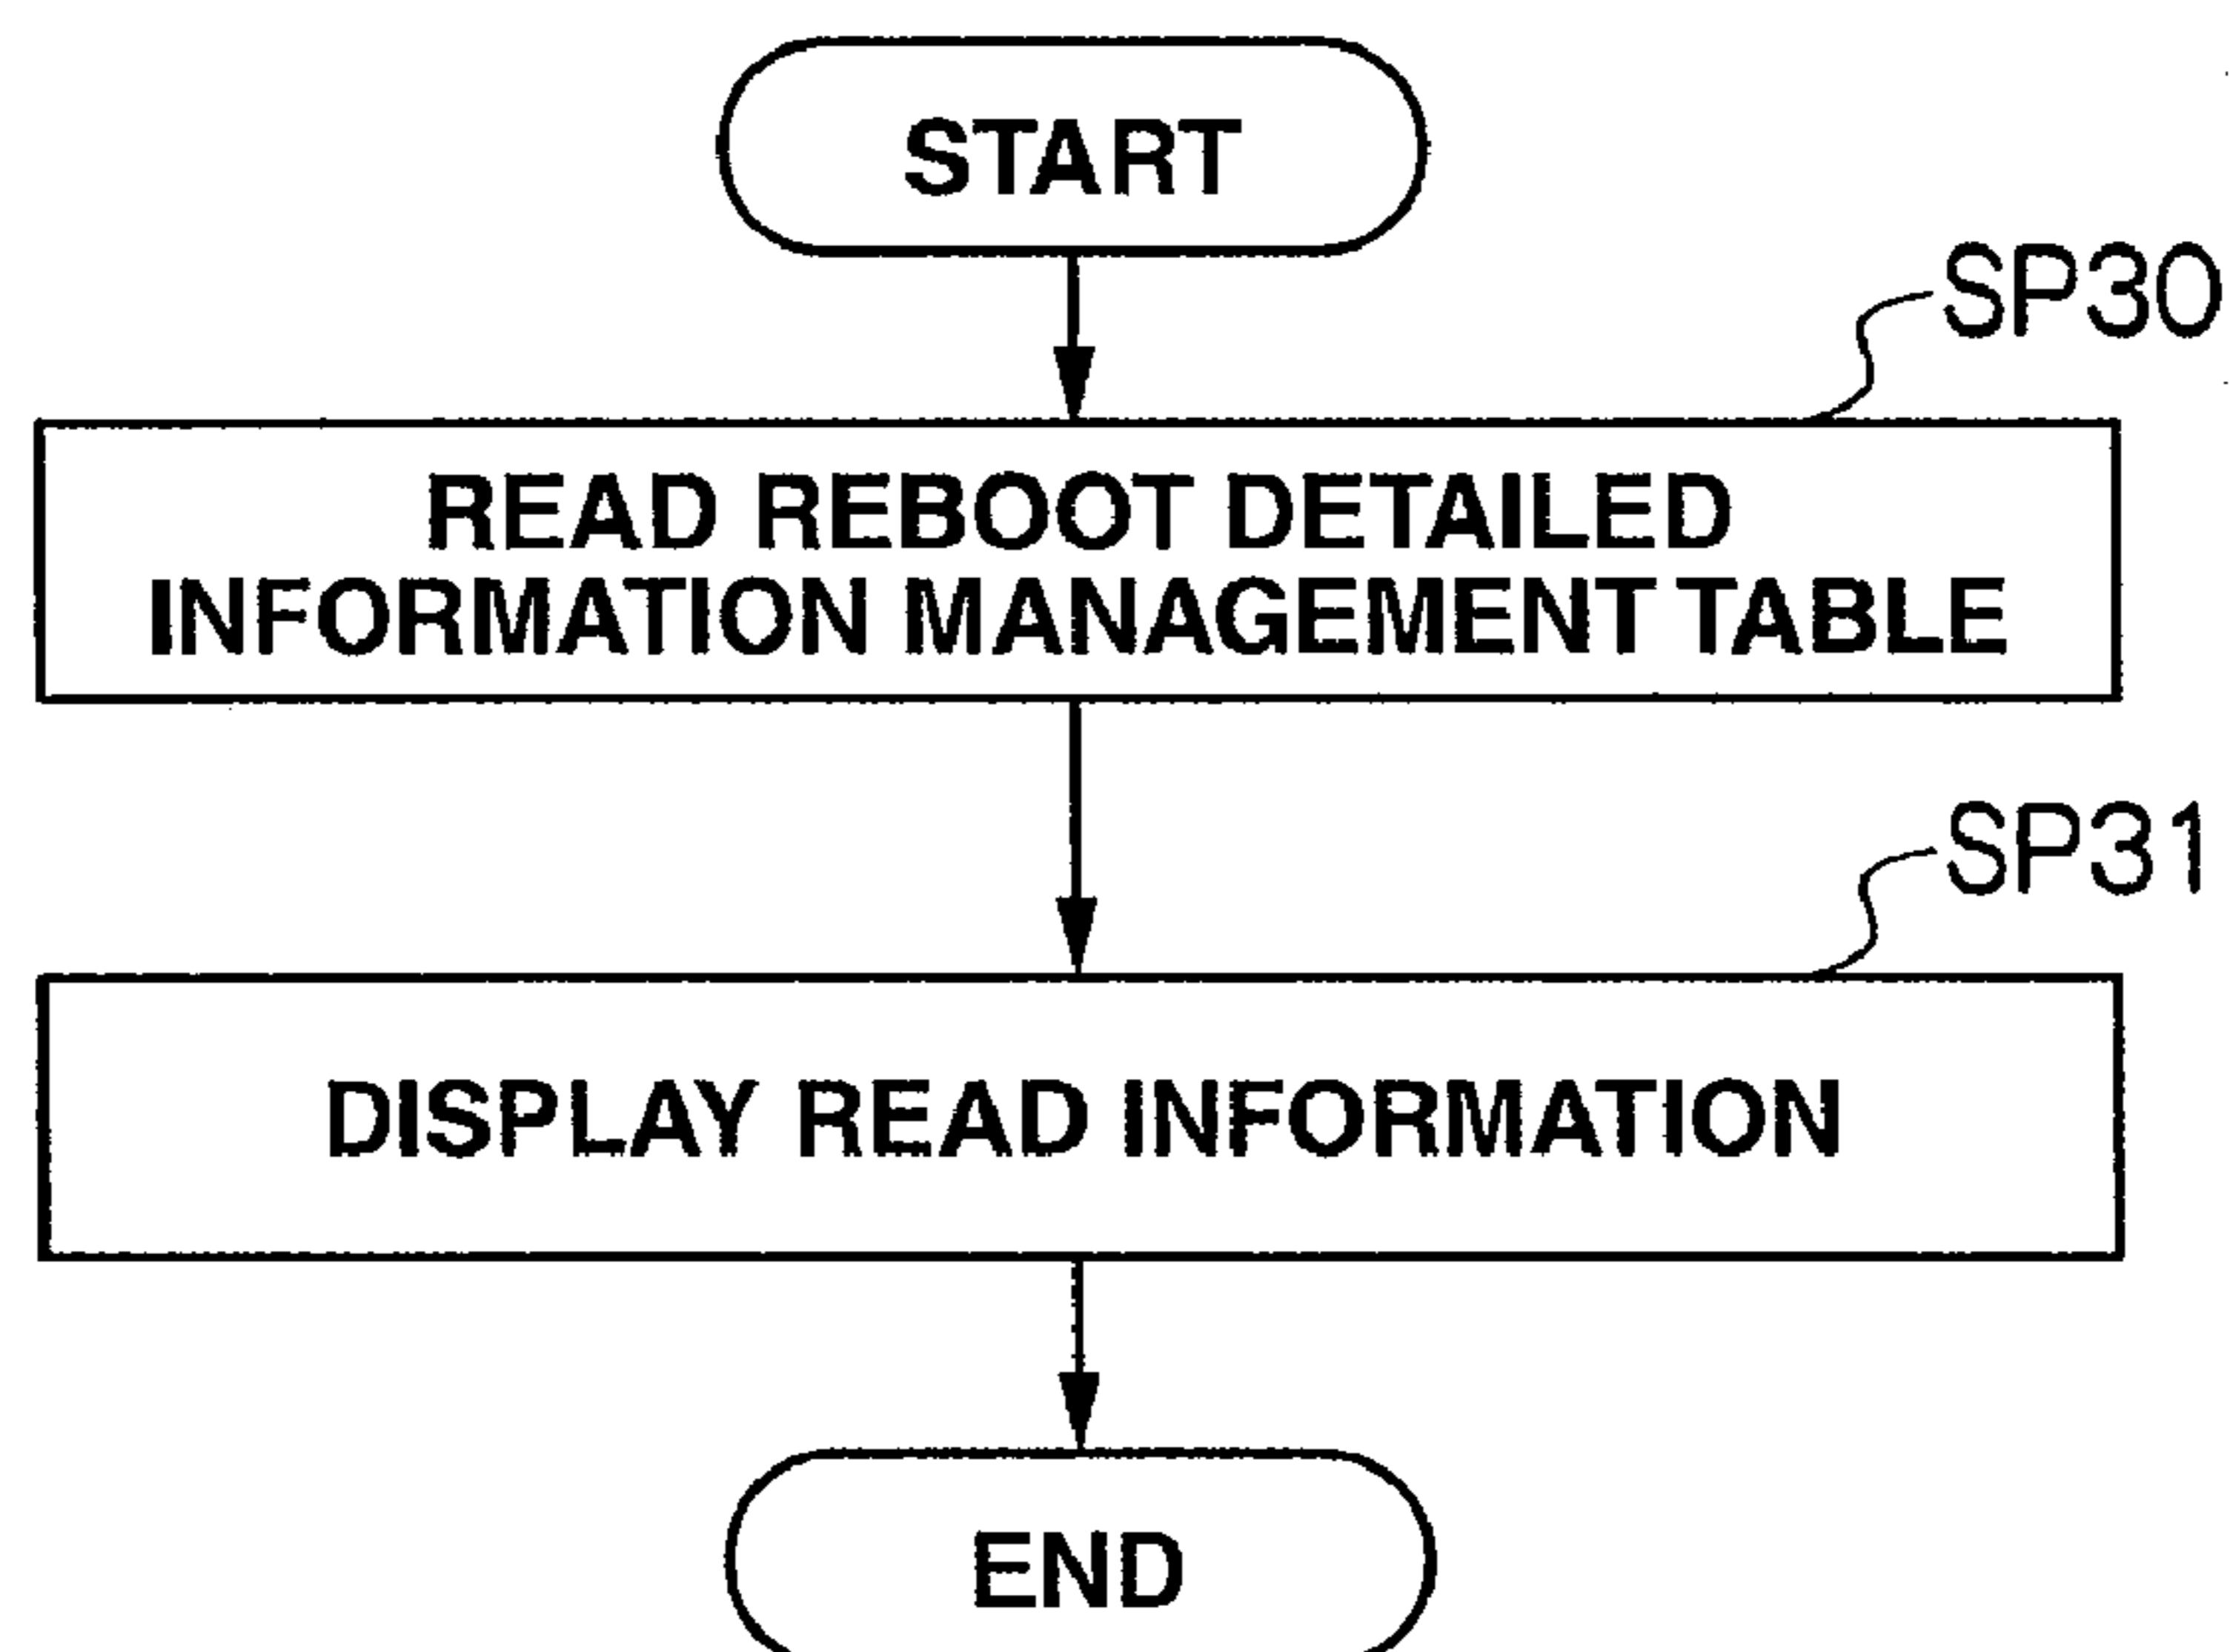 START
SP30
READ REBOOT DETAILED
INFORMATION MANAGEMENT TABLE
SP31
DISPLAY READ INFORMATION
END